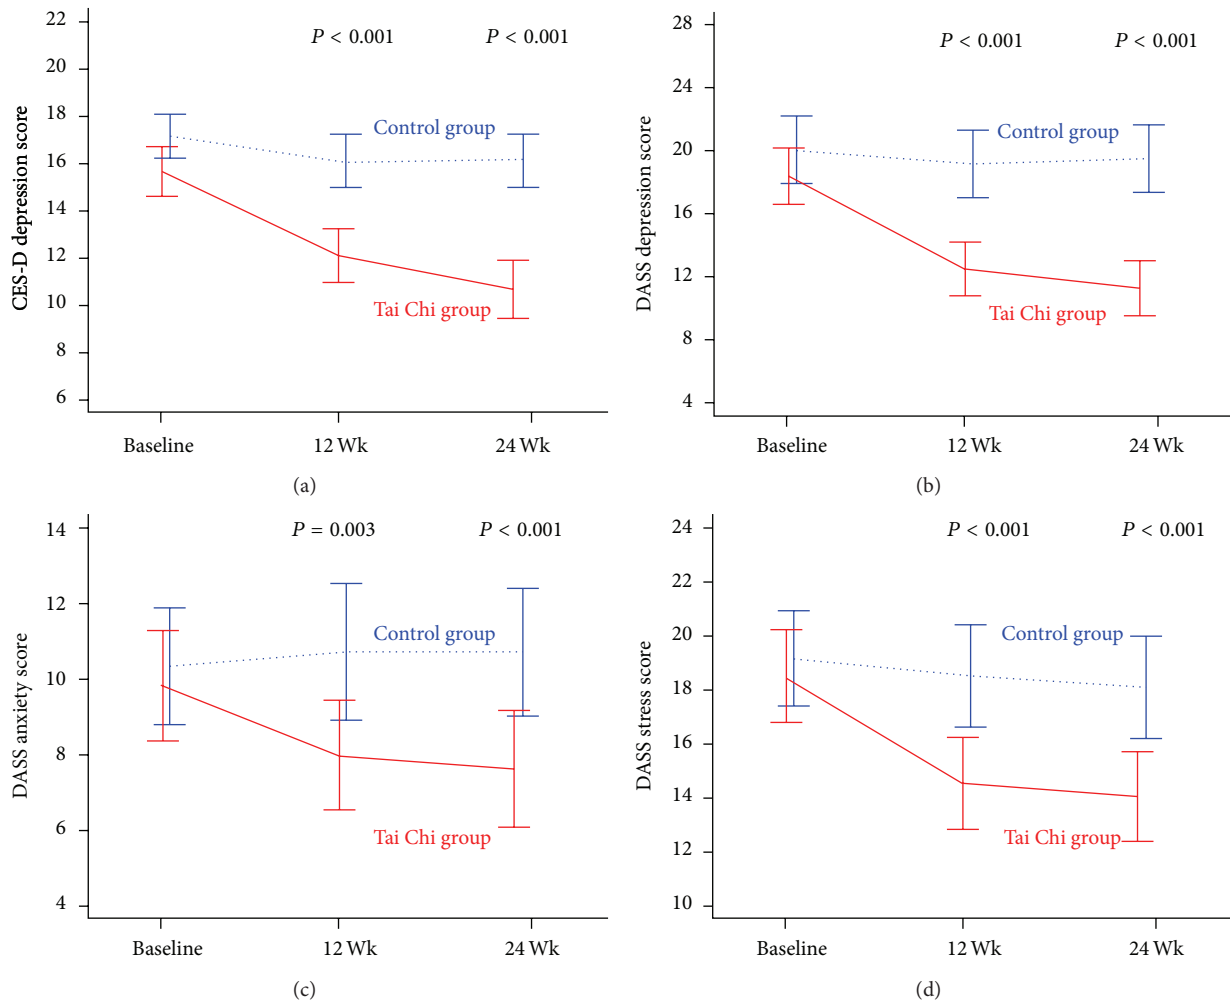 22
20
18
16
14
12
10
8
6
CES-D depression score
P < 0.001
P < 0.001
Control group
Tai Chi group
Baseline
12 Wk
24 Wk
(a)
28
24
20
16
12
8
4
DASS depression score
P < 0.001
P < 0.001
Control group
Tai Chi group
Baseline
12 Wk
24 Wk
(b)
14
12
10
8
6
4
DASS anxiety score
P = 0.003
P < 0.001
Control group
Tai Chi group
Baseline
12 Wk
24 Wk
(c)
24
22
20
18
16
14
12
10
DASS stress score
P < 0.001
P < 0.001
Control group
Tai Chi group
Baseline
12 Wk
24 Wk
(d)